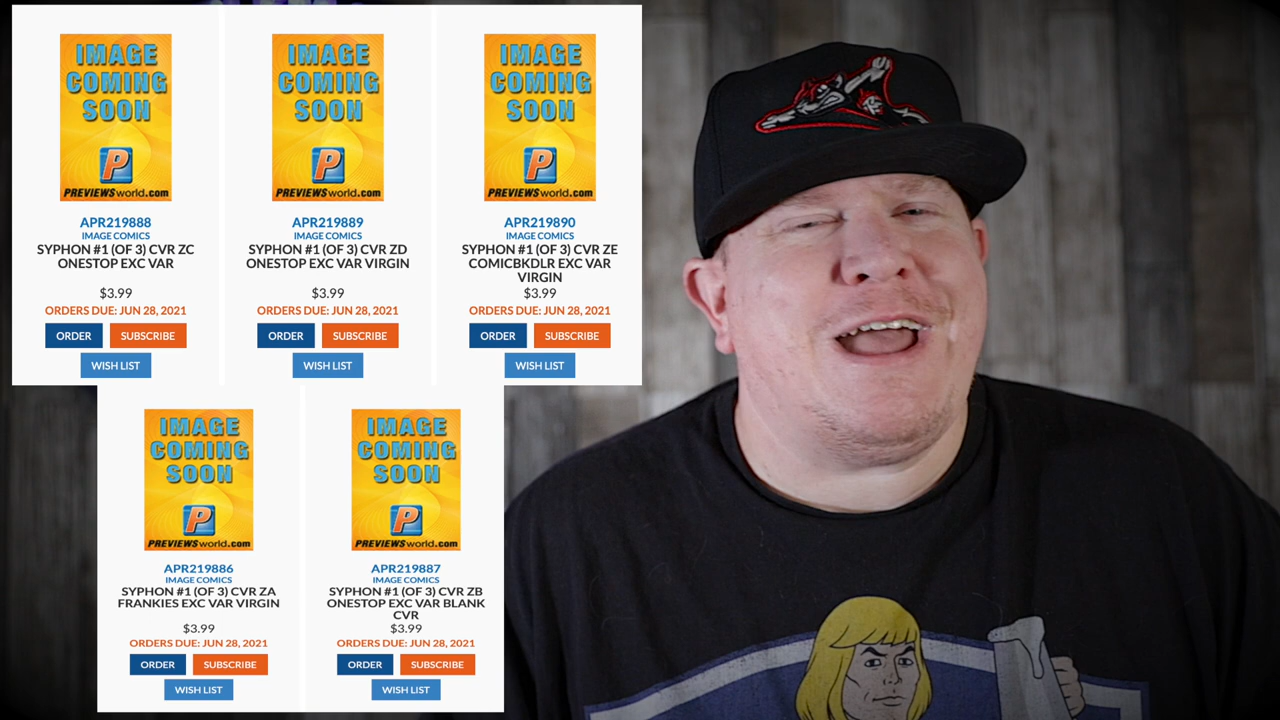 IMAGE
COMING
SOON
P
PREVIEWSworld.com
APR219888
IMAGE COMICS
SYPHON #1 (OF 3) CVR ZC
ONESTOP EXC VAR
$3.99
ORDERS DUE: JUN 28, 2021
ORDER
SUBSCRIBE
WISH LIST
IMAGE
COMING
SOON
P
PREVIEWSworld.com
APR219889
IMAGE COMICS
SYPHON #1 (OF 3) CVR ZD
ONESTOP EXC VAR VIRGIN
$3.99
ORDERS DUE: JUN 28, 2021
ORDER
SUBSCRIBE
WISH LIST
IMAGE
COMING
SOON
P
PREVIEWSworld.com
APR219890
IMAGE COMICS
SYPHON #1 (OF 3) CVR ZE
COMICBKDLR EXC VAR
VIRGIN
$3.99
ORDERS DUE: JUN 28, 2021
ORDER
SUBSCRIBE
WISH LIST
IMAGE
COMING
SOON
P
PREVIEWSworld.com
APR219886
IMAGE COMICS
SYPHON #1 (OF 3) CVR ZA
FRANKIES EXC VAR VIRGIN
$3.99
ORDERS DUE: JUN 28, 2021
ORDER
SUBSCRIBE
WISH LIST
IMAGE
COMING
SOON
P
PREVIEWSworld.com
APR219887
IMAGE COMICS
SYPHON #1 (OF 3) CVR ZB
ONESTOP EXC VAR BLANK
CVR
$3.99
ORDERS DUE: JUN 28, 2021
ORDER
SUBSCRIBE
WISH LIST